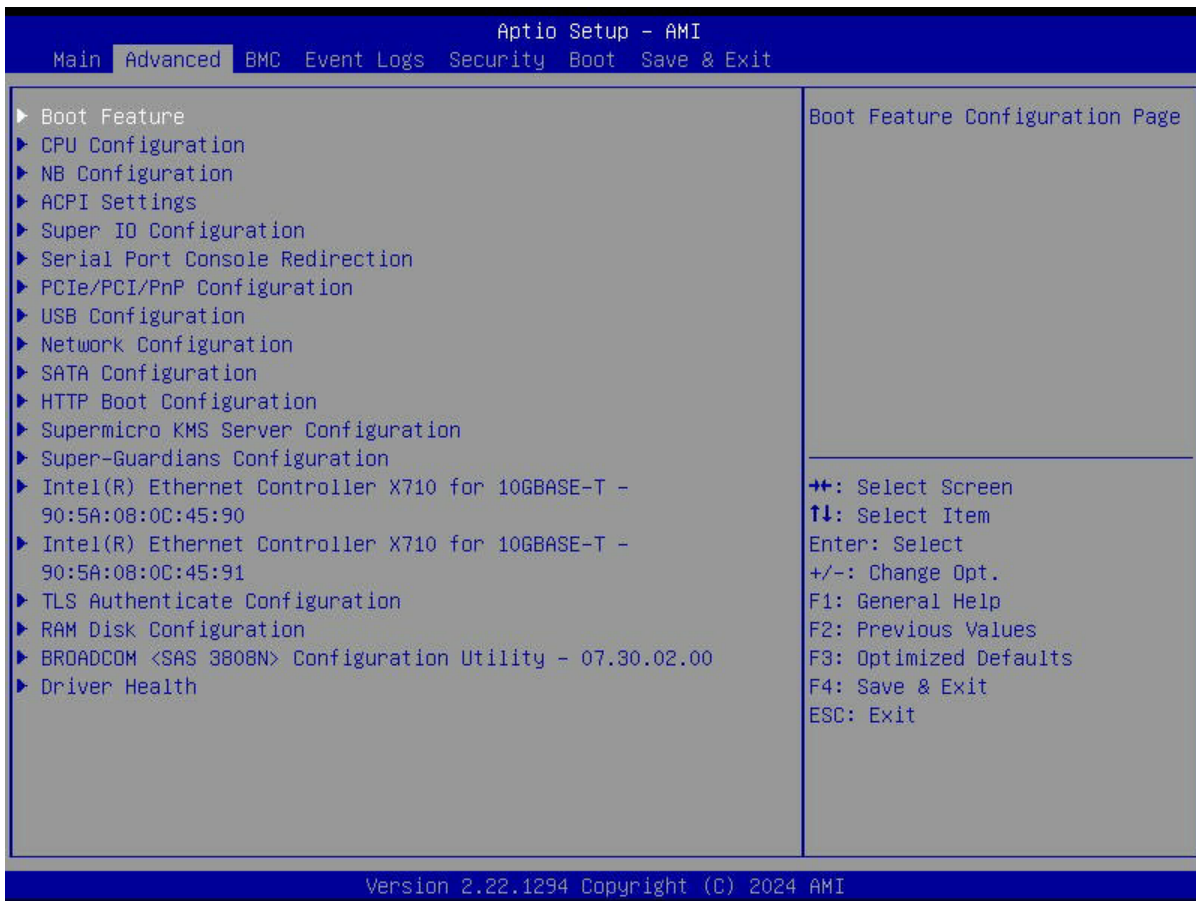 Aptio Setup – AMI
Main Advanced BMC Event Logs Security Boot Save & Exit
▶ Boot Feature
▶ CPU Configuration
▶ NB Configuration
▶ ACPI Settings
▶ Super IO Configuration
▶ Serial Port Console Redirection
▶ PCIe/PCI/PnP Configuration
▶ USB Configuration
▶ Network Configuration
▶ SATA Configuration
▶ HTTP Boot Configuration
▶ Supermicro KMS Server Configuration
▶ Super-Guardians Configuration
▶ Intel(R) Ethernet Controller X710 for 10GBASE-T –
90:5A:08:0C:45:90
▶ Intel(R) Ethernet Controller X710 for 10GBASE-T –
90:5A:08:0C:45:91
▶ TLS Authenticate Configuration
▶ RAM Disk Configuration
▶ BROADCOM <SAS 3808N> Configuration Utility – 07.30.02.00
▶ Driver Health
Boot Feature Configuration Page
→←: Select Screen
↑↓: Select Item
Enter: Select
+/-: Change Opt.
F1: General Help
F2: Previous Values
F3: Optimized Defaults
F4: Save & Exit
ESC: Exit
Version 2.22.1294 Copyright (C) 2024 AMI